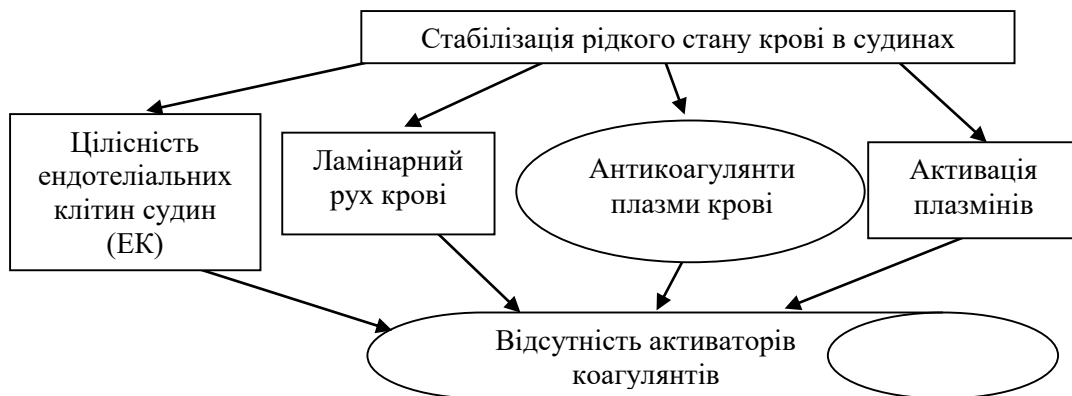 Стабілізація рідкого стану крові в судинах
Цілісність
ендотеліальних
клітин судин
(ЕК)
Ламінарний
рух крові
Антикоагулянти
плазми крові
Активація
плазмінів
Відсутність активаторів
коагулянтів